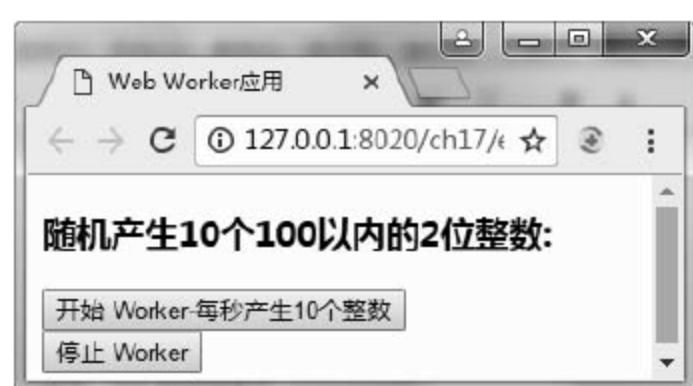 Web Worker应用
127.0.0.1:8020/ch17/e
随机产生10个100以内的2位整数:
开始 Worker-每秒产生10个整数
停止 Worker